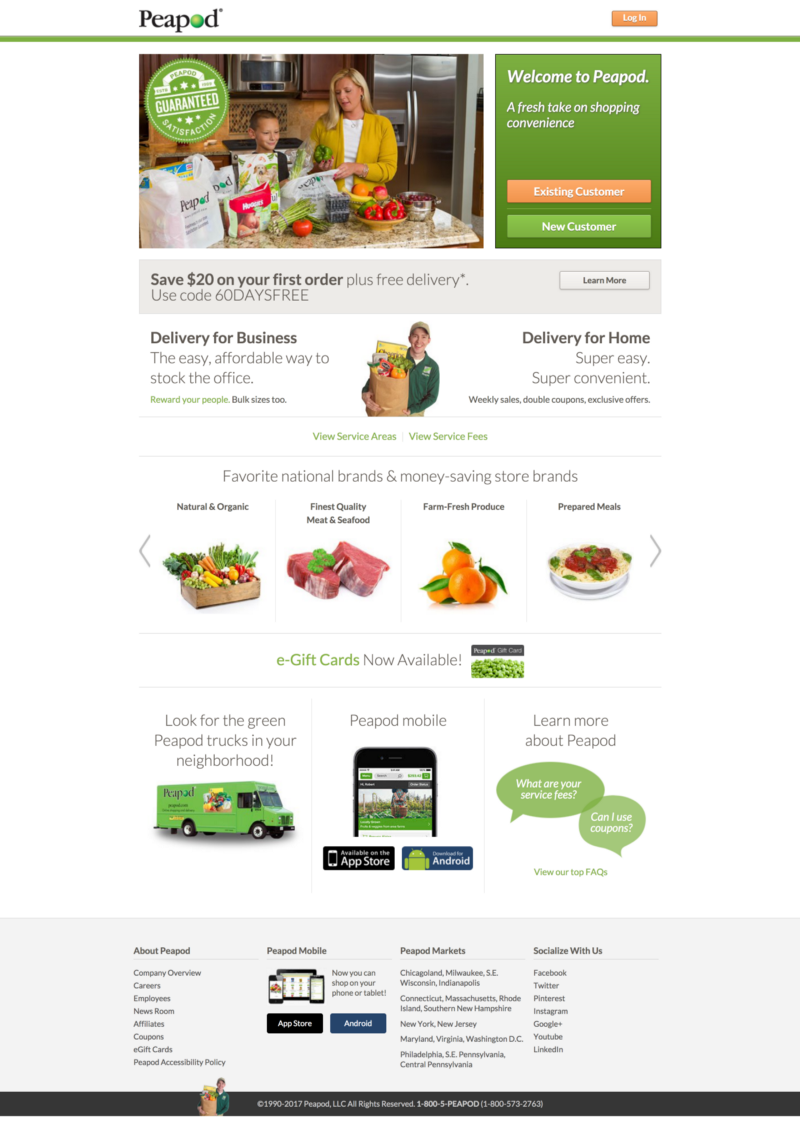 Peapod®
Log In
PEAPOD
GUARANTEED
SATISFACTION
Peapod
Peapod
HUGGIES
Welcome to Peapod.
A fresh take on shopping
convenience
Existing Customer
New Customer
Save $20 on your first order plus free delivery*.
Use code 60DAYSFREE
Learn More
Delivery for Business
The easy, affordable way to
stock the office.
Reward your people. Bulk sizes too.
Delivery for Home
Super easy.
Super convenient.
Weekly sales, double coupons, exclusive offers.
View Service Areas
View Service Fees
Favorite national brands & money-saving store brands
Natural & Organic
Finest Quality
Meat & Seafood
Farm-Fresh Produce
Prepared Meals
e-Gift Cards Now Available!
Peapod Gift Card
Look for the green
Peapod trucks in your
neighborhood!
Peapod
Peapod mobile
Available on the
App Store
Download for
Android
Learn more
about Peapod
What are your
service fees?
Can I use
coupons?
View our top FAQs
About Peapod
Company Overview
Careers
Employees
News Room
Affiliates
Coupons
eGift Cards
Peapod Accessibility Policy
Peapod Mobile
Now you can
shop on your
phone or tablet!
App Store
Android
Peapod Markets
Chicagoland, Milwaukee, S.E.
Wisconsin, Indianapolis
Connecticut, Massachusetts, Rhode
Island, Southern New Hampshire
New York, New Jersey
Maryland, Virginia, Washington D.C.
Philadelphia, S.E. Pennsylvania,
Central Pennsylvania
Socialize With Us
Facebook
Twitter
Pinterest
Instagram
Google+
Youtube
LinkedIn
©1990-2017 Peapod, LLC All Rights Reserved. 1-800-5-PEAPOD (1-800-573-2763)